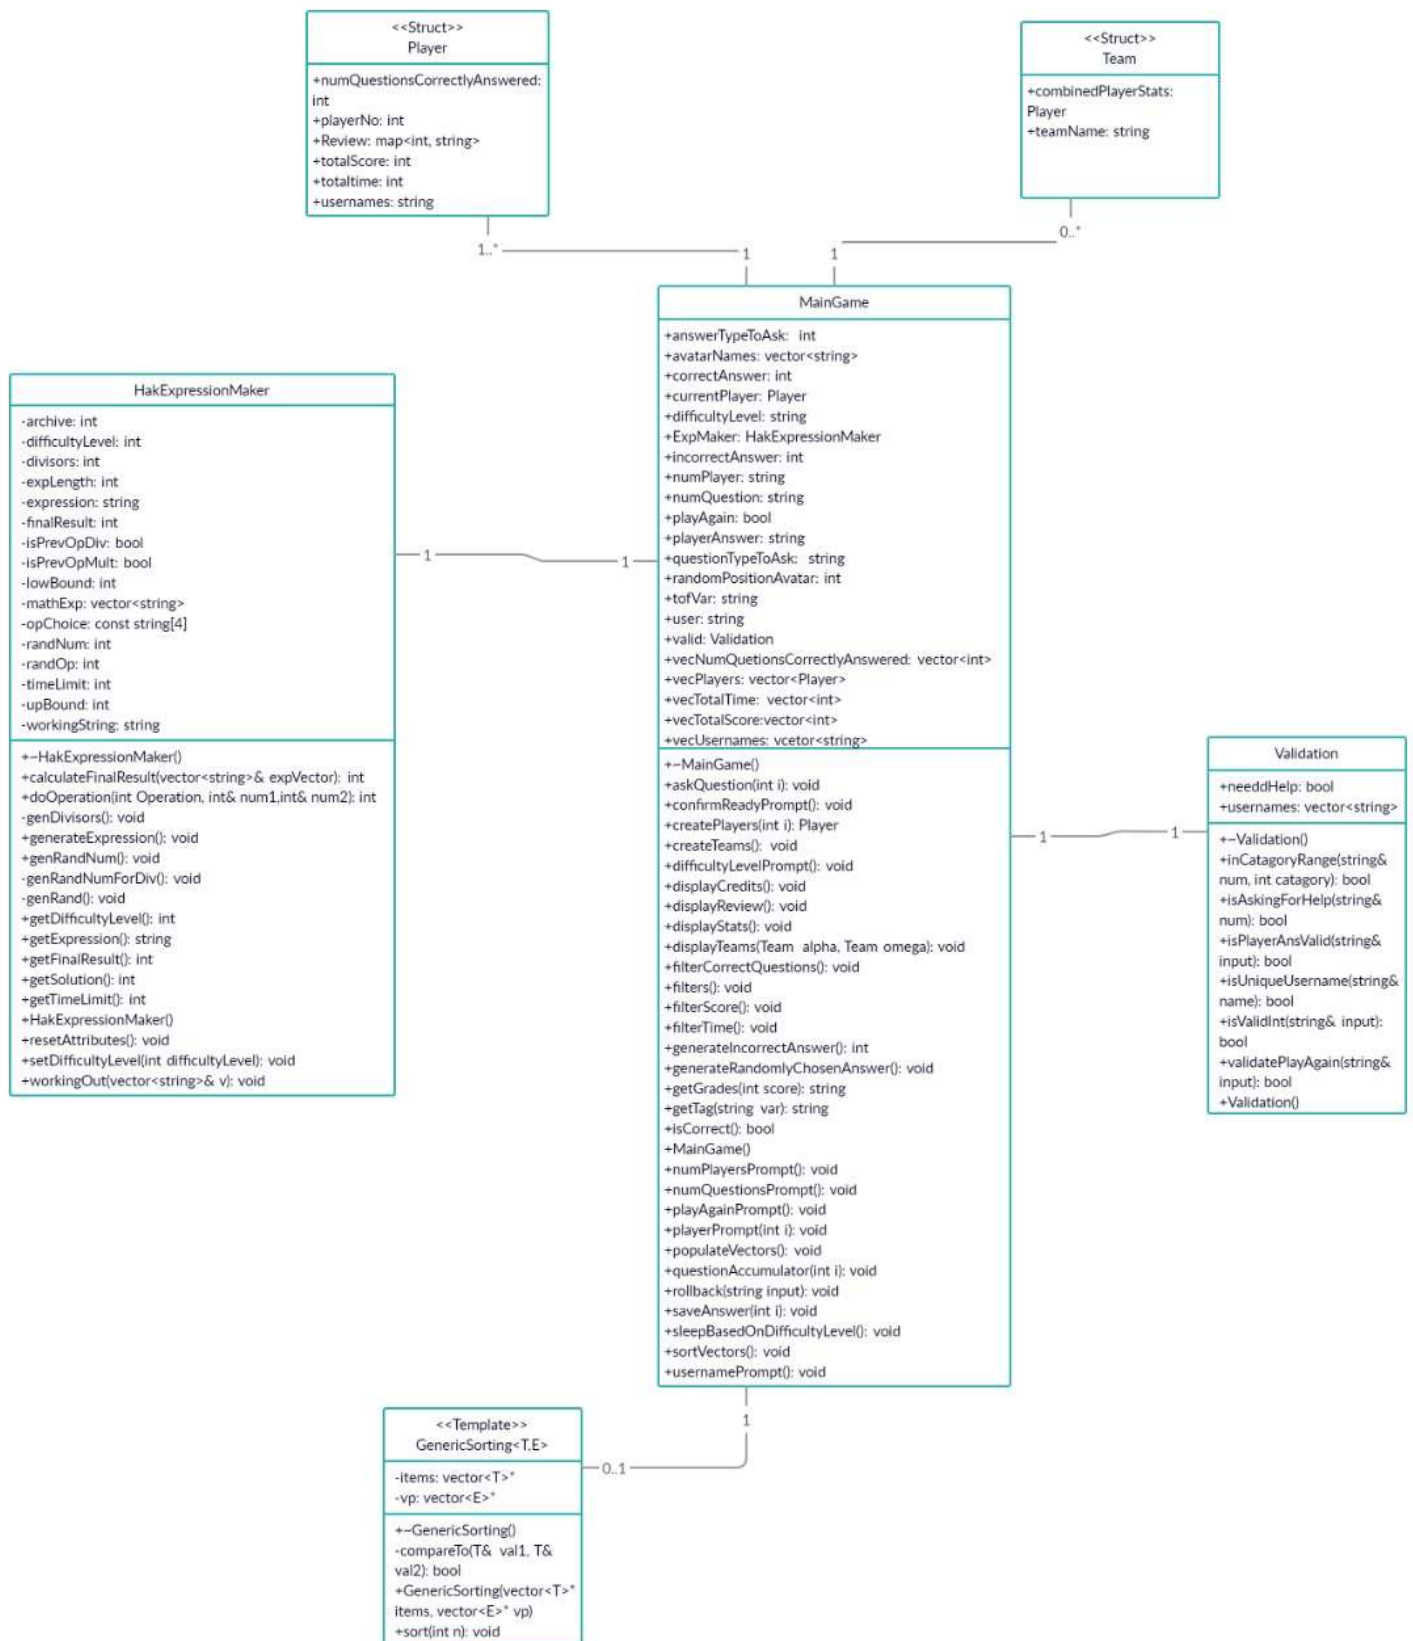 <<Struct>>
Player
+numQuestionsCorrectlyAnswered:
int
+playerNo: int
+Review: map<int, string>
+totalScore: int
+totaltime: int
+usernames: string
<<Struct>>
Team
+combinedPlayerStats:
Player
+teamName: string
1..*
1
1
0..*
MainGame
+answerTypeToAsk: int
+avatarNames: vector<string>
+correctAnswer: int
+currentPlayer: Player
+difficultyLevel: string
+ExpMaker: HakExpressionMaker
+incorrectAnswer: int
+numPlayer: string
+numQuestion: string
+playAgain: bool
+playerAnswer: string
+questionTypeToAsk: string
+randomPositionAvatar: int
+tofVar: string
+user: string
+valid: Validation
+vecNumQuetionsCorrectlyAnswered: vector<int>
+vecPlayers: vector<Player>
+vecTotalTime: vector<int>
+vecTotalScore:vector<int>
+vecUsernames: vcetor<string>
+~MainGame()
+askQuestion(int i): void
+confirmReadyPrompt(): void
+createPlayers(int i): Player
+createTeams(): void
+difficultyLevelPrompt(): void
+displayCredits(): void
+displayReview(): void
+displayStats(): void
+displayTeams(Team alpha, Team omega): void
+filterCorrectQuestions(): void
+filters(): void
+filterScore(): void
+filterTime(): void
+generateIncorrectAnswer(): int
+generateRandomlyChosenAnswer(): void
+getGrades(int score): string
+getTag(string var): string
+isCorrect(): bool
+MainGame()
+numPlayersPrompt(): void
+numQuestionsPrompt(): void
+playAgainPrompt(): void
+playerPrompt(int i): void
+populateVectors(): void
+questionAccumulator(int i): void
+rollback(string input): void
+saveAnswer(int i): void
+sleepBasedOnDifficultyLevel(): void
+sortVectors(): void
+usernamePrompt(): void
HakExpressionMaker
-archive: int
-difficultyLevel: int
-divisors: int
-expLength: int
-expression: string
-finalResult: int
-isPrevOpDiv: bool
-isPrevOpMult: bool
-lowBound: int
-mathExp: vector<string>
-opChoice: const string[4]
-randNum: int
-randOp: int
-timeLimit: int
-upBound: int
-workingString: string
+~HakExpressionMaker()
+calculateFinalResult(vector<string>& expVector): int
+doOperation(int Operation, int& num1,int& num2): int
-genDivisors(): void
+generateExpression(): void
+genRandNum(): void
-genRandNumForDiv(): void
-genRand(): void
+getDifficultyLevel(): int
+getExpression(): string
+getFinalResult(): int
+getSolution(): int
+getTimeLimit(): int
+HakExpressionMaker()
+resetAttributes(): void
+setDifficultyLevel(int difficultyLevel): void
+workingOut(vector<string>& v): void
1
1
Validation
+needdHelp: bool
+usernames: vector<string>
+~Validation()
+inCatagoryRange(string&
num, int catagory): bool
+isAskingForHelp(string&
num): bool
+isPlayerAnsValid(string&
input): bool
+isUniqueUsername(string&
name): bool
+isValidInt(string& input):
bool
+validatePlayAgain(string&
input): bool
+Validation()
1
1
1
0..1
<<Template>>
GenericSorting<T,E>
-items: vector<T>*
-vp: vector<E>*
+~GenericSorting()
-compareTo(T& val1, T&
val2): bool
+GenericSorting(vector<T>*
items, vector<E>* vp)
+sort(int n): void